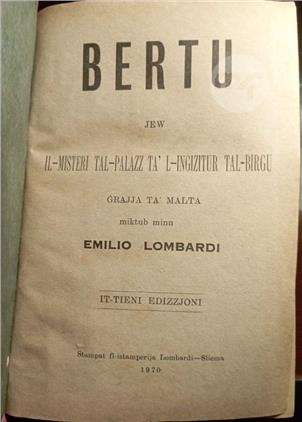 BERTU
JEW
IL–MISTERI TAL–PALAZZ TA' L–INGIZITUR TAL–BIRGU
ĠRAJJA TA' MALTA
miktub minn
EMILIO LOMBARDI
IT-TIENI EDIZZJONI
Stampat fl-istamperija Lombardi—Sliema
1970